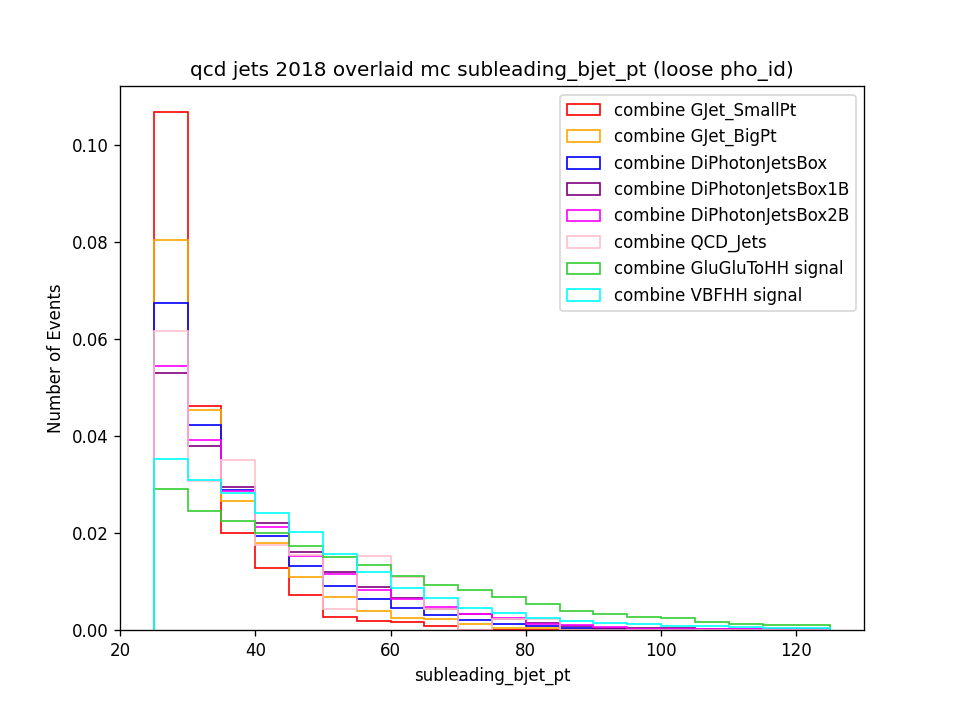 qcd jets 2018 overlaid mc subleading_bjet_pt (loose pho_id)
combine GJet_SmallPt
combine GJet_BigPt
combine DiPhotonJetsBox
combine DiPhotonJetsBox1B
combine DiPhotonJetsBox2B
combine QCD_Jets
combine GluGluToHH signal
combine VBFHH signal
Number of Events
0.10
0.08
0.06
0.04
0.02
0.00
20 40 60 80 100 120
subleading_bjet_pt